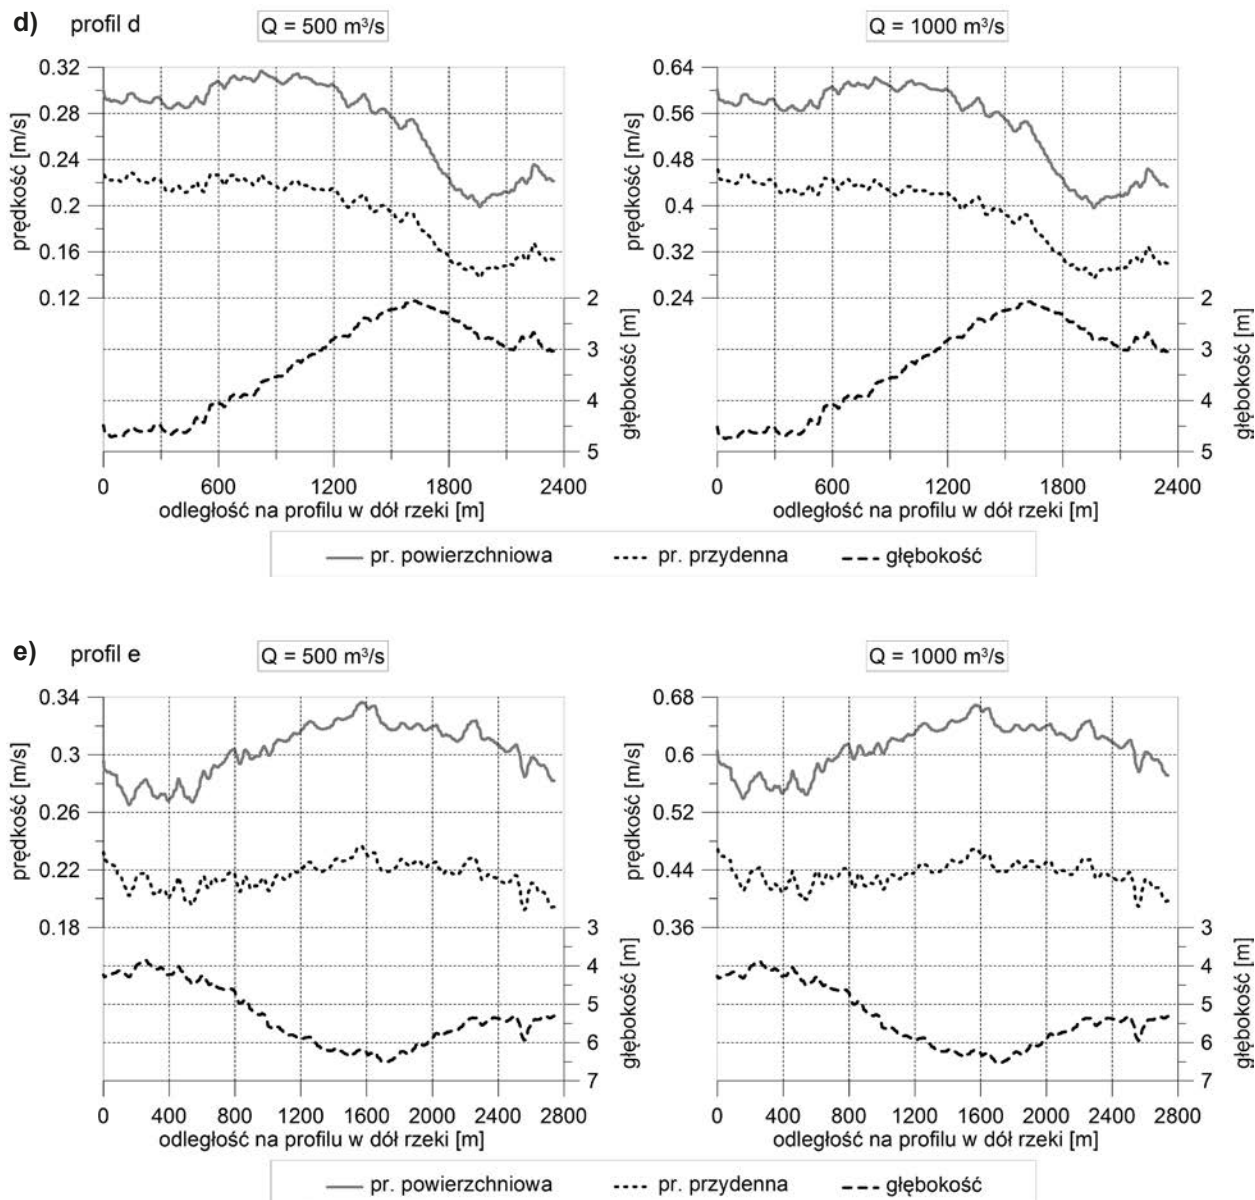 d) profil d Q = 500 m³/s Q = 1000 m³/s
0.32 0.64
0.28 0.56
0.24 0.48
0.2 0.4
0.16 0.32
0.12 2 0.24 2
3 3
4 4
5 5
prędkość [m/s] głębokość [m] prędkość [m/s] głębokość [m]
0 600 1200 1800 2400 0 600 1200 1800 2400
odległość na profilu w dół rzeki [m] odległość na profilu w dół rzeki [m]
pr. powierzchniowa pr. przydenna głębokość
e) profil e Q = 500 m³/s Q = 1000 m³/s
0.34 0.68
0.3 0.6
0.26 0.52
0.22 0.44
0.18 3 0.36 3
4 4
5 5
6 6
7 7
prędkość [m/s] głębokość [m] prędkość [m/s] głębokość [m]
0 400 800 1200 1600 2000 2400 2800 0 400 800 1200 1600 2000 2400 2800
odległość na profilu w dół rzeki [m] odległość na profilu w dół rzeki [m]
pr. powierzchniowa pr. przydenna głębokość